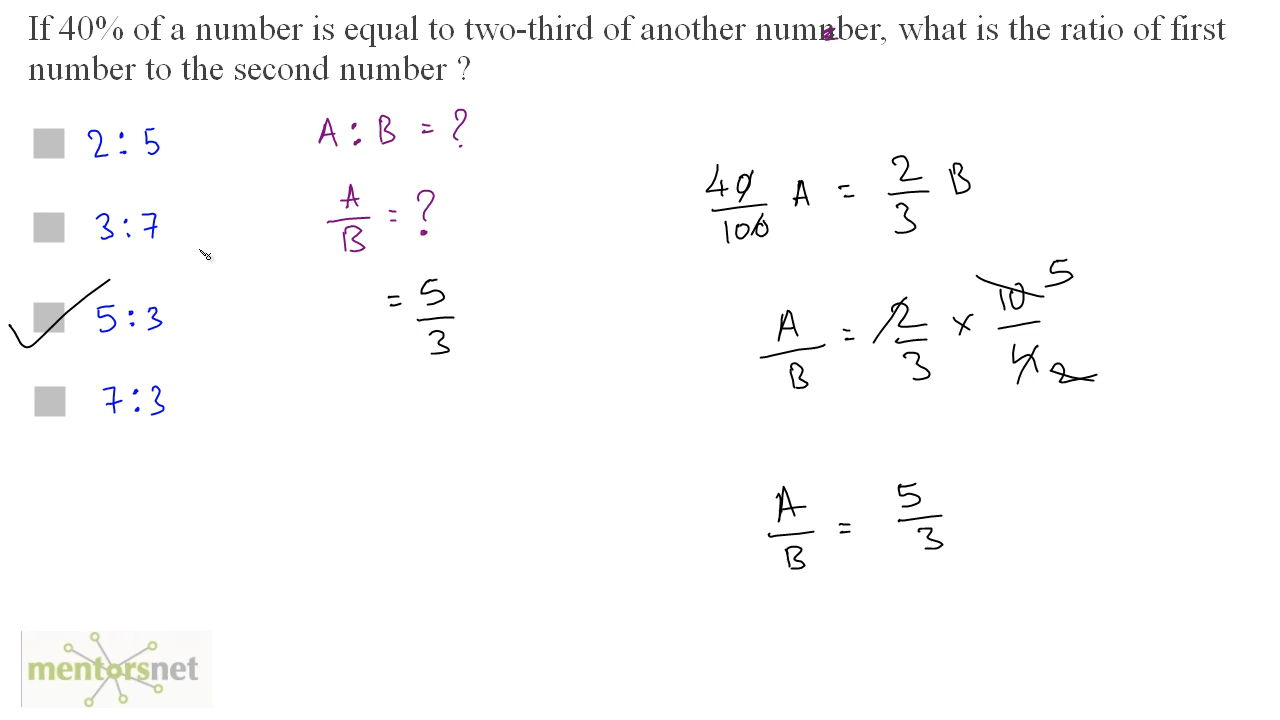 If 40% of a number is equal to two-third of another number, what is the ratio of first
number to the second number ?
2 : 5
3 : 7
5 : 3
7 : 3
A : B = ?
A/B = ?
= 5/3
40/100 A = 2/3 B
A/B = 2/3 × 10/4 5 2
A/B = 5/3
mentorsnet